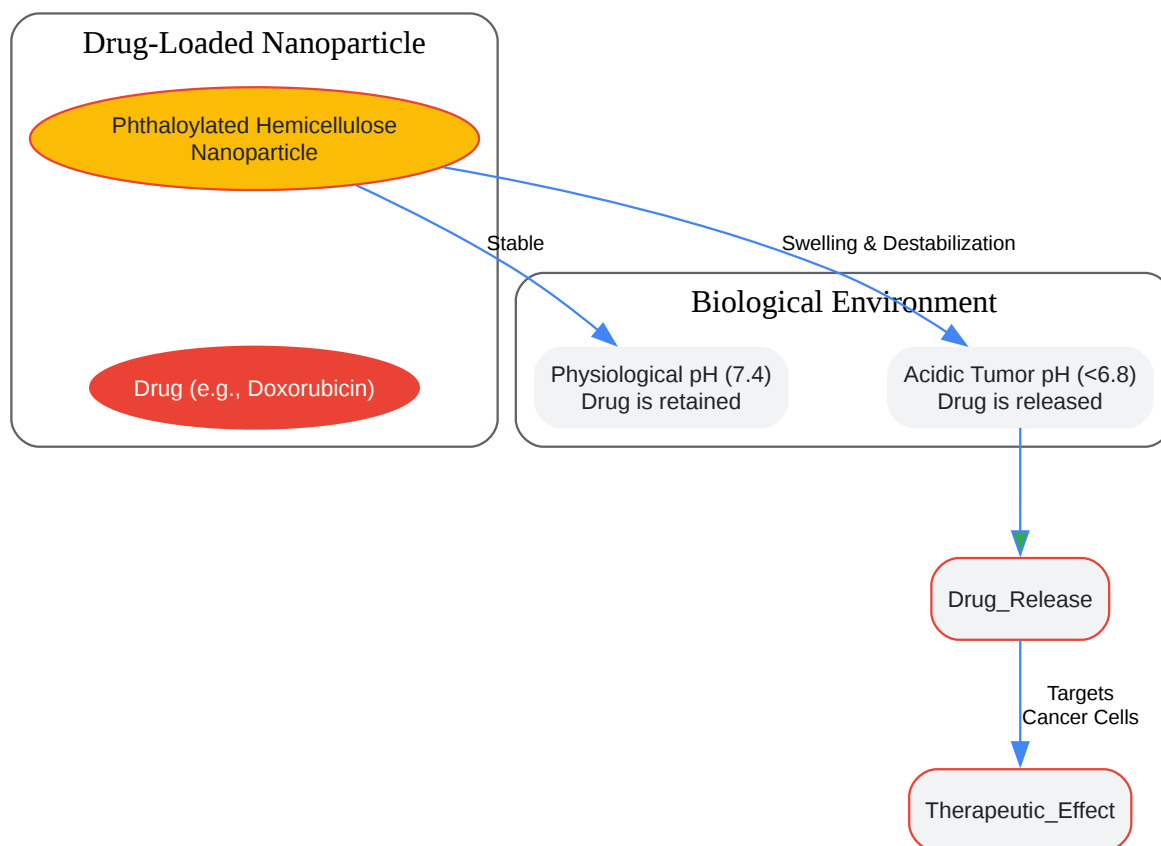 Drug-Loaded Nanoparticle
Phthaloylated Hemicellulose
Nanoparticle
Stable
Swelling & Destabilization
Biological Environment
Drug (e.g., Doxorubicin)
Physiological pH (7.4)
Drug is retained
Acidic Tumor pH (<6.8)
Drug is released
Drug_Release
Targets
Cancer Cells
Therapeutic_Effect